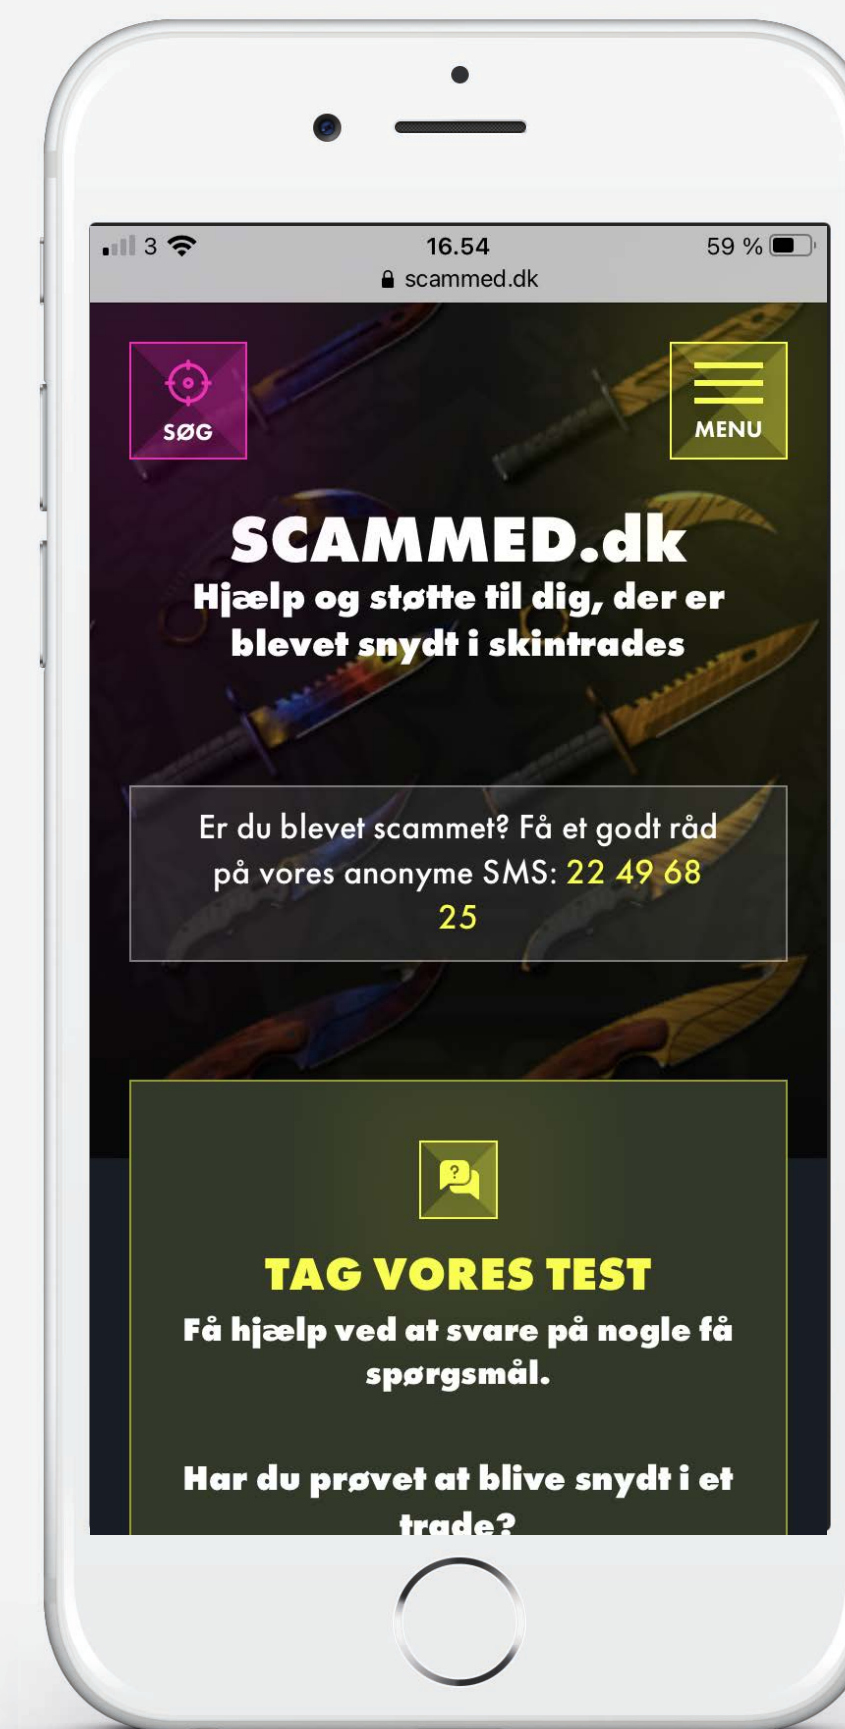 3
16.54
59 %
scammed.dk
SØG
MENU
SCAMMED.dk
Hjælp og støtte til dig, der er
blevet snydt i skintrades
Er du blevet scammet? Få et godt råd
på vores anonyme SMS: 22 49 68
25
TAG VORES TEST
Få hjælp ved at svare på nogle få
spørgsmål.
Har du prøvet at blive snydt i et
trade?